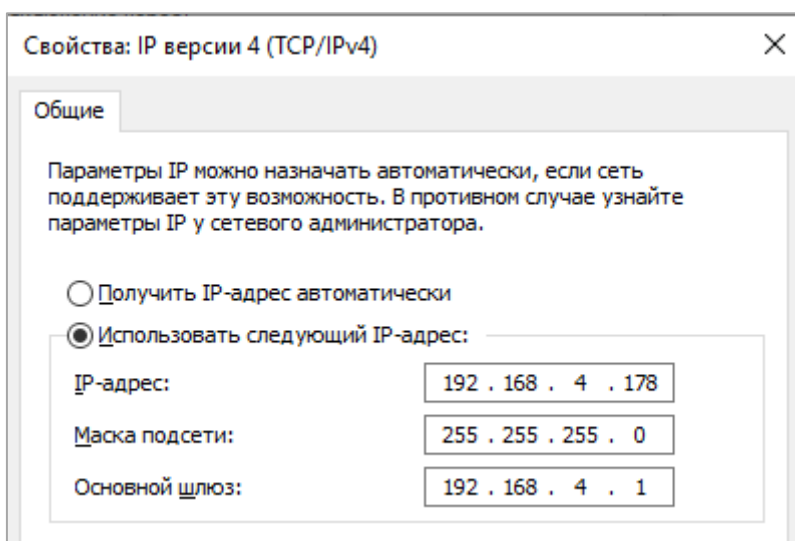 Свойства: IP версии 4 (TCP/IPv4)
Общие
Параметры IP можно назначать автоматически, если сеть
поддерживает эту возможность. В противном случае узнайте
параметры IP у сетевого администратора.
Получить IP-адрес автоматически
Использовать следующий IP-адрес:
IP-адрес: 192 . 168 . 4 . 178
Маска подсети: 255 . 255 . 255 . 0
Основной шлюз: 192 . 168 . 4 . 1